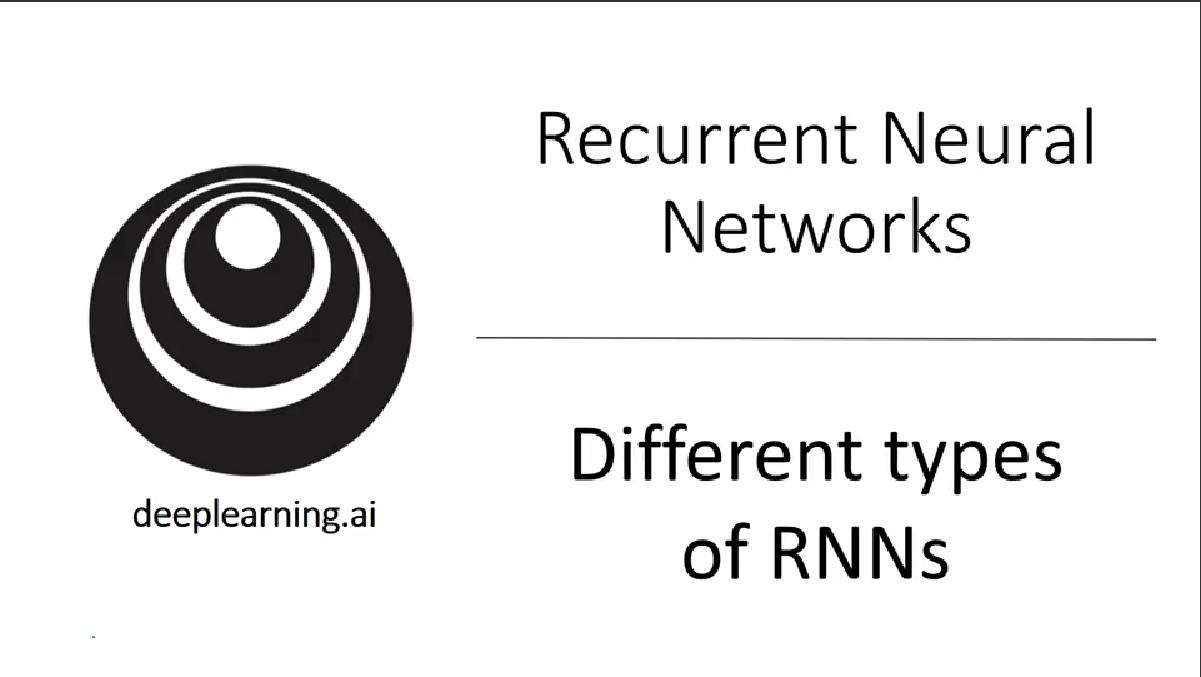 Recurrent Neural
Networks
Different types
of RNNs
deeplearning.ai